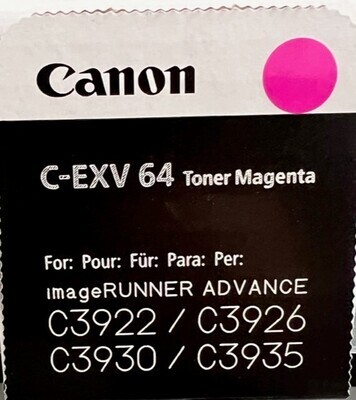 Canon
C-EXV 64 Toner Magenta
For: Pour: Für: Para: Per:
imageRUNNER ADVANCE
C3922 / C3926
C3930 / C3935